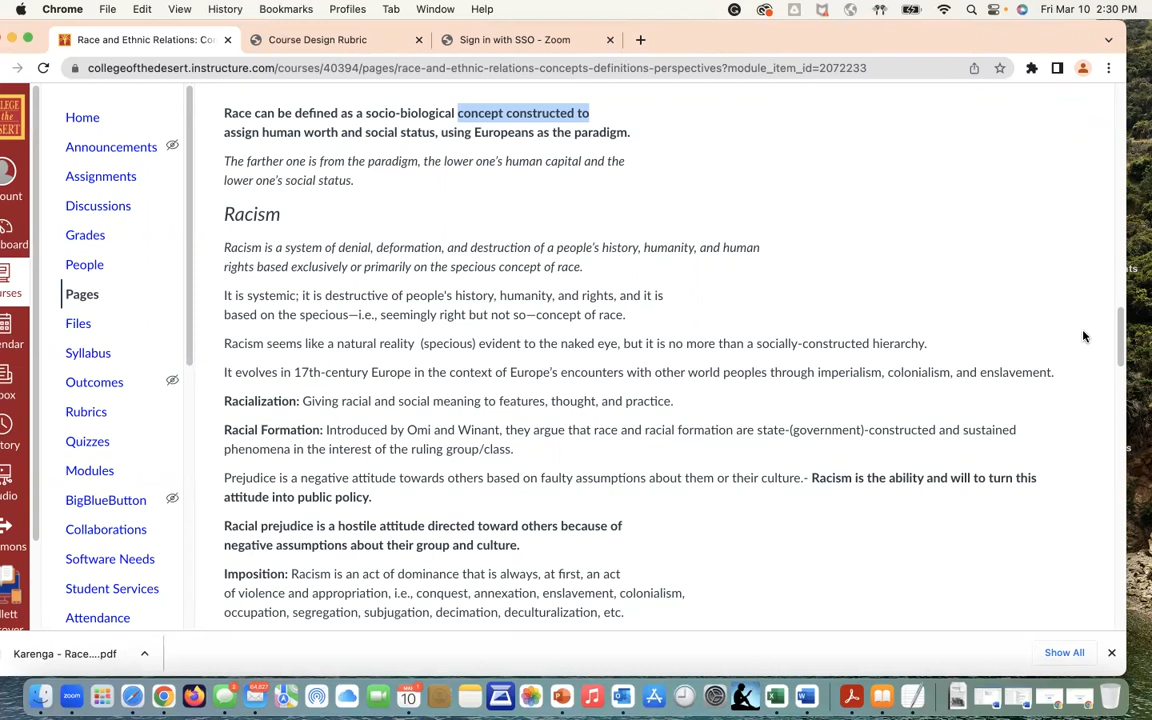 Chrome File Edit View History Bookmarks Profiles Tab Window Help Fri Mar 10 2:30 PM
Race and Ethnic Relations: Co Course Design Rubric Sign in with SSO - Zoom
collegeofthedesert.instructure.com/courses/40394/pages/race-and-ethnic-relations-concepts-definitions-perspectives?module_item_id=2072233
Home
Announcements
Assignments
Discussions
Grades
People
Pages
Files
Syllabus
Outcomes
Rubrics
Quizzes
Modules
BigBlueButton
Collaborations
Software Needs
Student Services
Attendance
Race can be defined as a socio-biological concept constructed to
assign human worth and social status, using Europeans as the paradigm.
The farther one is from the paradigm, the lower one's human capital and the
lower one's social status.
Racism
Racism is a system of denial, deformation, and destruction of a people's history, humanity, and human
rights based exclusively or primarily on the specious concept of race.
It is systemic; it is destructive of people's history, humanity, and rights, and it is
based on the specious—i.e., seemingly right but not so—concept of race.
Racism seems like a natural reality (specious) evident to the naked eye, but it is no more than a socially-constructed hierarchy.
It evolves in 17th-century Europe in the context of Europe's encounters with other world peoples through imperialism, colonialism, and enslavement.
Racialization: Giving racial and social meaning to features, thought, and practice.
Racial Formation: Introduced by Omi and Winant, they argue that race and racial formation are state-(government)-constructed and sustained
phenomena in the interest of the ruling group/class.
Prejudice is a negative attitude towards others based on faulty assumptions about them or their culture.- Racism is the ability and will to turn this
attitude into public policy.
Racial prejudice is a hostile attitude directed toward others because of
negative assumptions about their group and culture.
Imposition: Racism is an act of dominance that is always, at first, an act
of violence and appropriation, i.e., conquest, annexation, enslavement, colonialism,
occupation, segregation, subjugation, decimation, deculturalization, etc.
Karenga - Race....pdf Show All